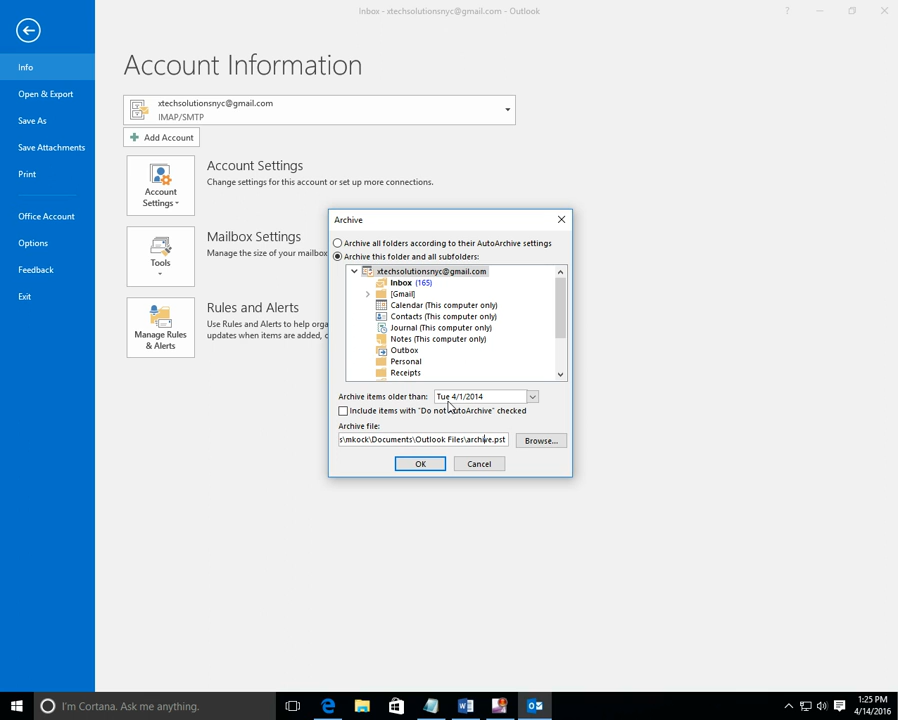 Inbox - xtechsolutionsnyc@gmail.com - Outlook
?
Info
Open & Export
Save As
Save Attachments
Print
Office Account
Options
Feedback
Exit
Account Information
xtechsolutionsnyc@gmail.com
IMAP/SMTP
Add Account
Account
Settings
Account Settings
Change settings for this account or set up more connections.
Tools
Mailbox Settings
Manage the size of your mailbox
Manage Rules
& Alerts
Rules and Alerts
Use Rules and Alerts to help
updates when items are added,
Archive
Archive all folders according to their AutoArchive settings
Archive this folder and all subfolders:
xtechsolutionsnyc@gmail.com
Inbox (165)
[Gmail]
Calendar (This computer only)
Contacts (This computer only)
Journal (This computer only)
Notes (This computer only)
Outbox
Personal
Receipts
Archive items older than: Tue 4/1/2014
Include items with "Do not AutoArchive" checked
Archive file:
s\mkock\Documents\Outlook Files\archive.pst
Browse...
OK
Cancel
I'm Cortana. Ask me anything.
1:25 PM
4/14/2016